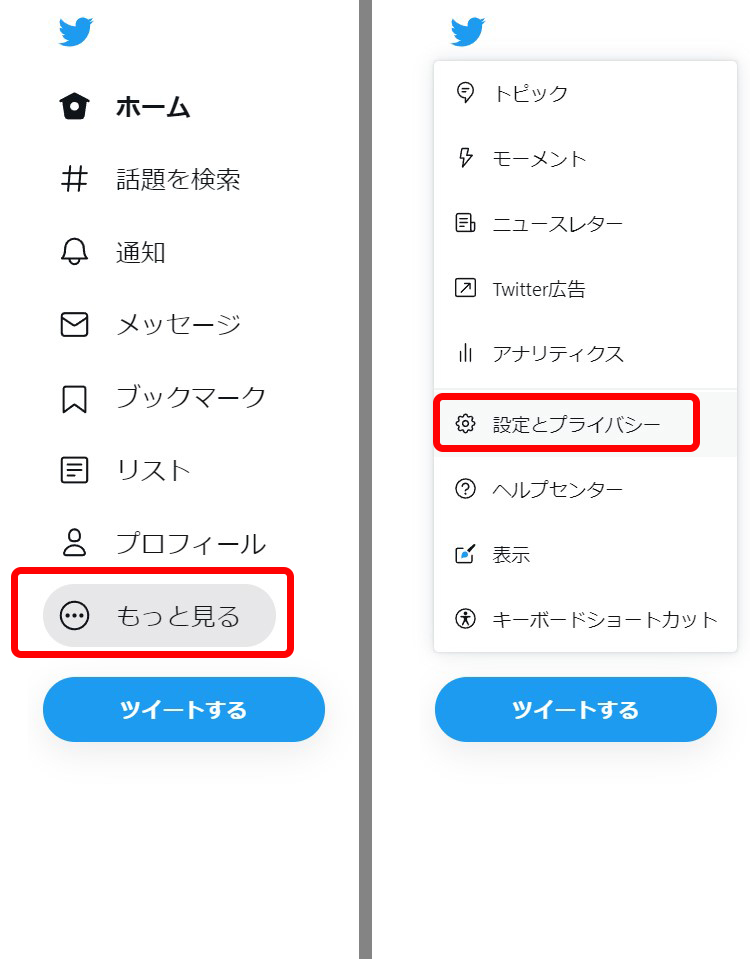 ホーム
話題を検索
通知
メッセージ
ブックマーク
リスト
プロフィール
もっと見る
ツイートする
トピック
モーメント
ニュースレター
Twitter広告
アナリティクス
設定とプライバシー
ヘルプセンター
表示
キーボードショートカット
ツイートする